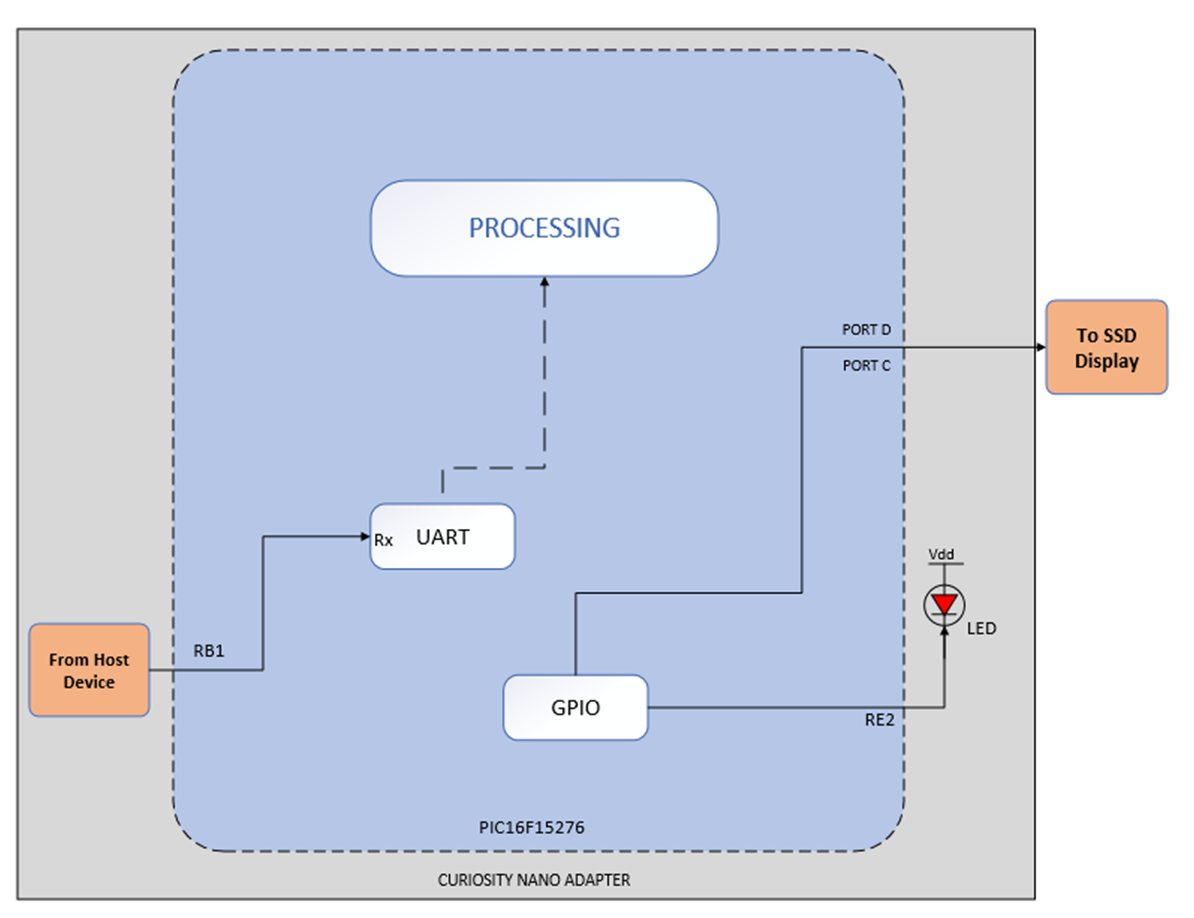 PROCESSING
PORT D
PORT C
To SSD
Display
Rx UART
Vdd
LED
From Host
Device
RB1
GPIO
RE2
PIC16F15276
CURIOSITY NANO ADAPTER